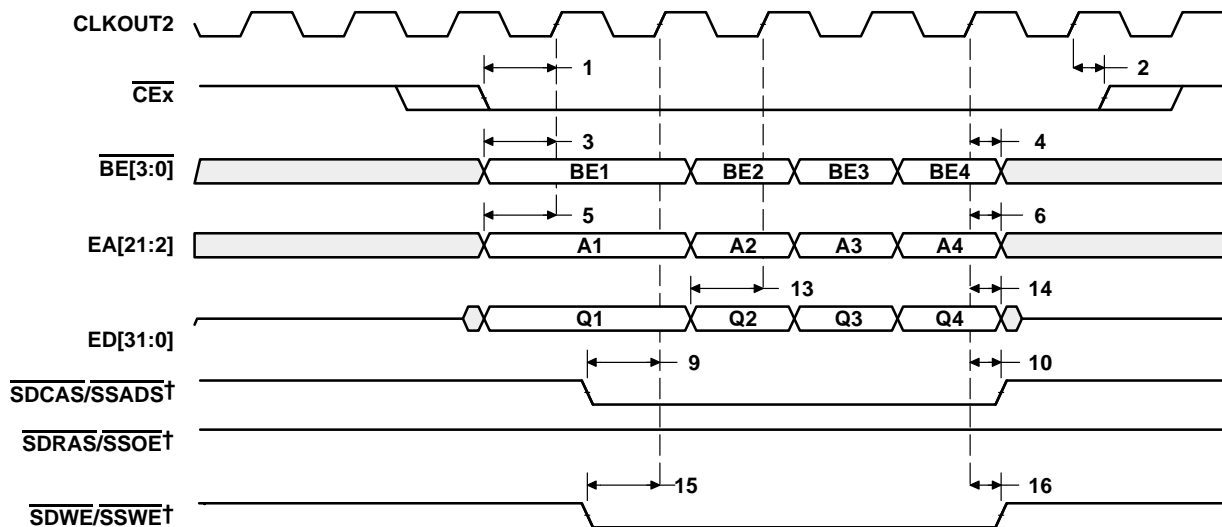 CLKOUT2
1 2
CEx
3 4
BE[3:0] BE1 BE2 BE3 BE4
5 6
EA[21:2] A1 A2 A3 A4
13 14
ED[31:0] Q1 Q2 Q3 Q4
9 10
SDCAS/SSADS†
SDRAS/SSOE†
15 16
SDWE/SSWE†